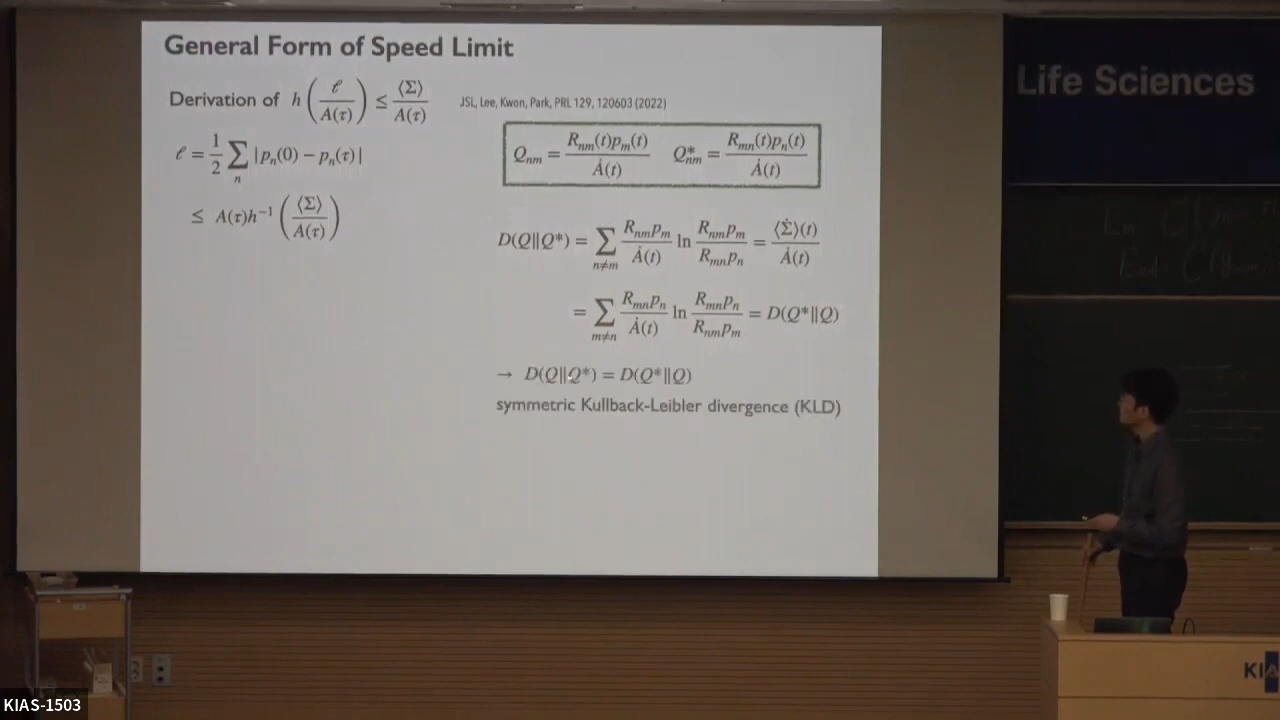 General Form of Speed Limit
Derivation of h(ℓ/A(τ)) ≤ ⟨Σ⟩/A(τ)
JSL, Lee, Kwon, Park, PRL 129, 120603 (2022)
ℓ = 1/2 ∑_n |p_n(0) − p_n(τ)|
≤ A(τ)h⁻¹(⟨Σ⟩/A(τ))
Q_nm = R_nm(t)p_m(t)/Ȧ(t) Q*_nm = R_mn(t)p_n(t)/Ȧ(t)
D(Q‖Q*) = ∑_{n≠m} R_nm p_m/Ȧ(t) ln R_nm p_m/R_mn p_n = ⟨Σ̇⟩(t)/Ȧ(t)
= ∑_{m≠n} R_mn p_n/Ȧ(t) ln R_mn p_n/R_nm p_m = D(Q*‖Q)
→ D(Q‖Q*) = D(Q*‖Q)
symmetric Kullback-Leibler divergence (KLD)
Life Sciences
KIA
KIAS-1503